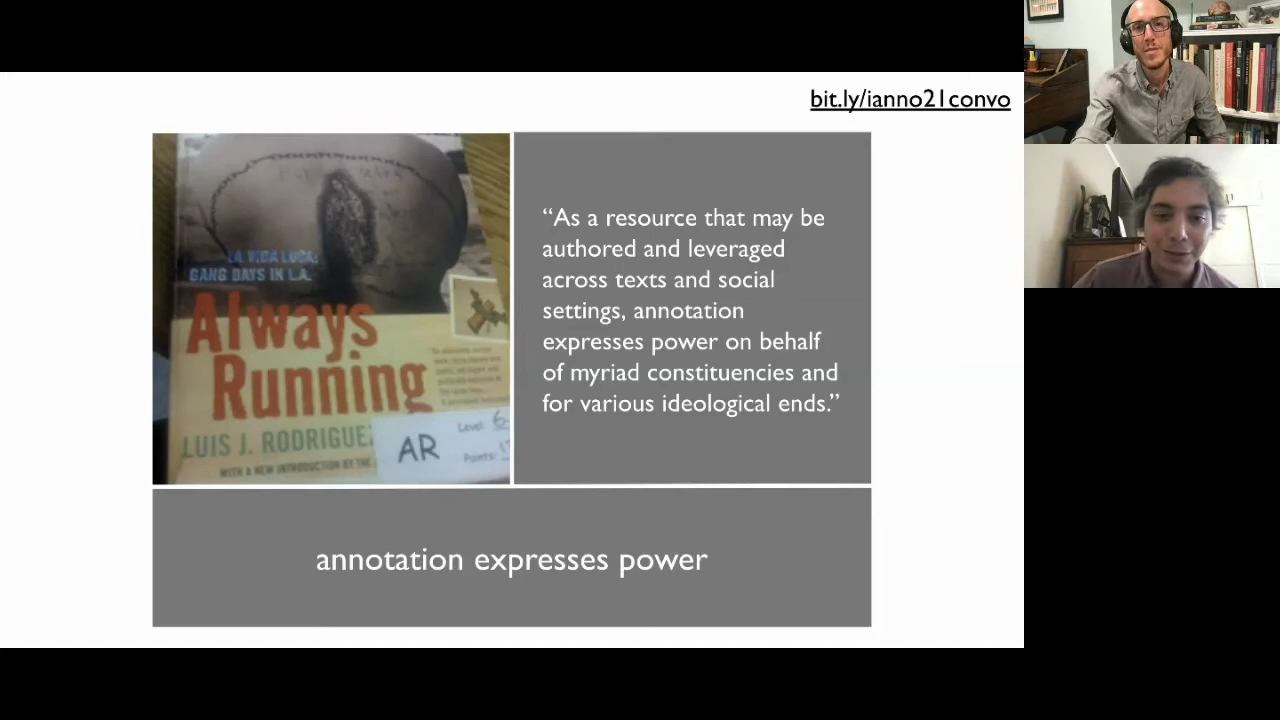 bit.ly/ianno21convo
LA VIDA LOCA:
GANG DAYS IN L.A.
Always
Running
LUIS J. RODRIGUEZ
WITH A NEW INTRODUCTION BY THE
AR
Level: 6
Points: 1
“As a resource that may be
authored and leveraged
across texts and social
settings, annotation
expresses power on behalf
of myriad constituencies and
for various ideological ends.”
annotation expresses power